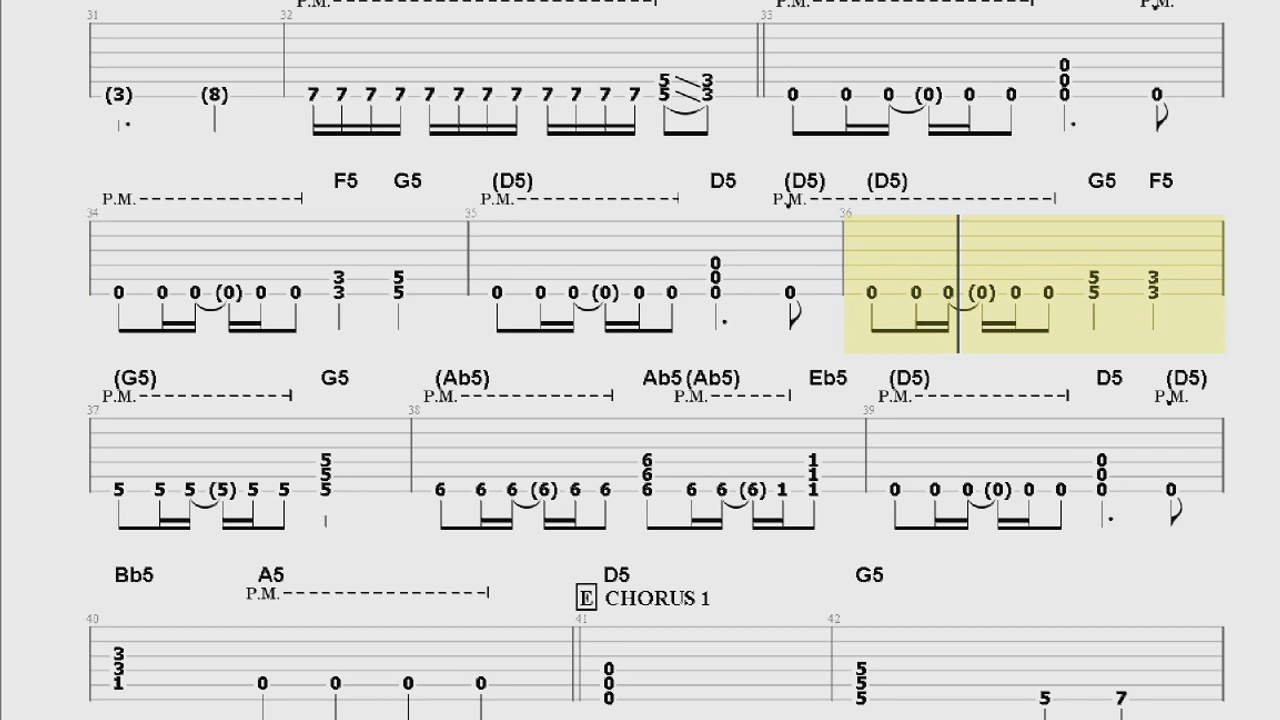 P.M. P.M. P.M.
31 32 33
5 3 0
0
(3) (8) 7 7 7 7 7 7 7 7 7 7 7 7 5 3 0 0 0 (0) 0 0 0 0
F5 G5 (D5) D5 (D5) (D5) G5 F5
P.M. P.M. P.M.
34 35 36
0
3 5 0 5 3
0 0 0 (0) 0 0 3 5 0 0 0 (0) 0 0 0 0 0 0 0 (0) 0 0 5 3
(G5) G5 (Ab5) Ab5 (Ab5) Eb5 (D5) D5 (D5)
P.M. P.M. P.M. P.M. P.M.
37 38 39
5 6 1 0
5 6 1 0
5 5 5 (5) 5 5 5 6 6 6 (6) 6 6 6 6 6 (6) 1 1 0 0 0 (0) 0 0 0 0
Bb5 A5 D5 G5
P.M. E CHORUS 1
40 41 42
3
3 0 5
1 0 0 0 0 0 5
0 5 5 7